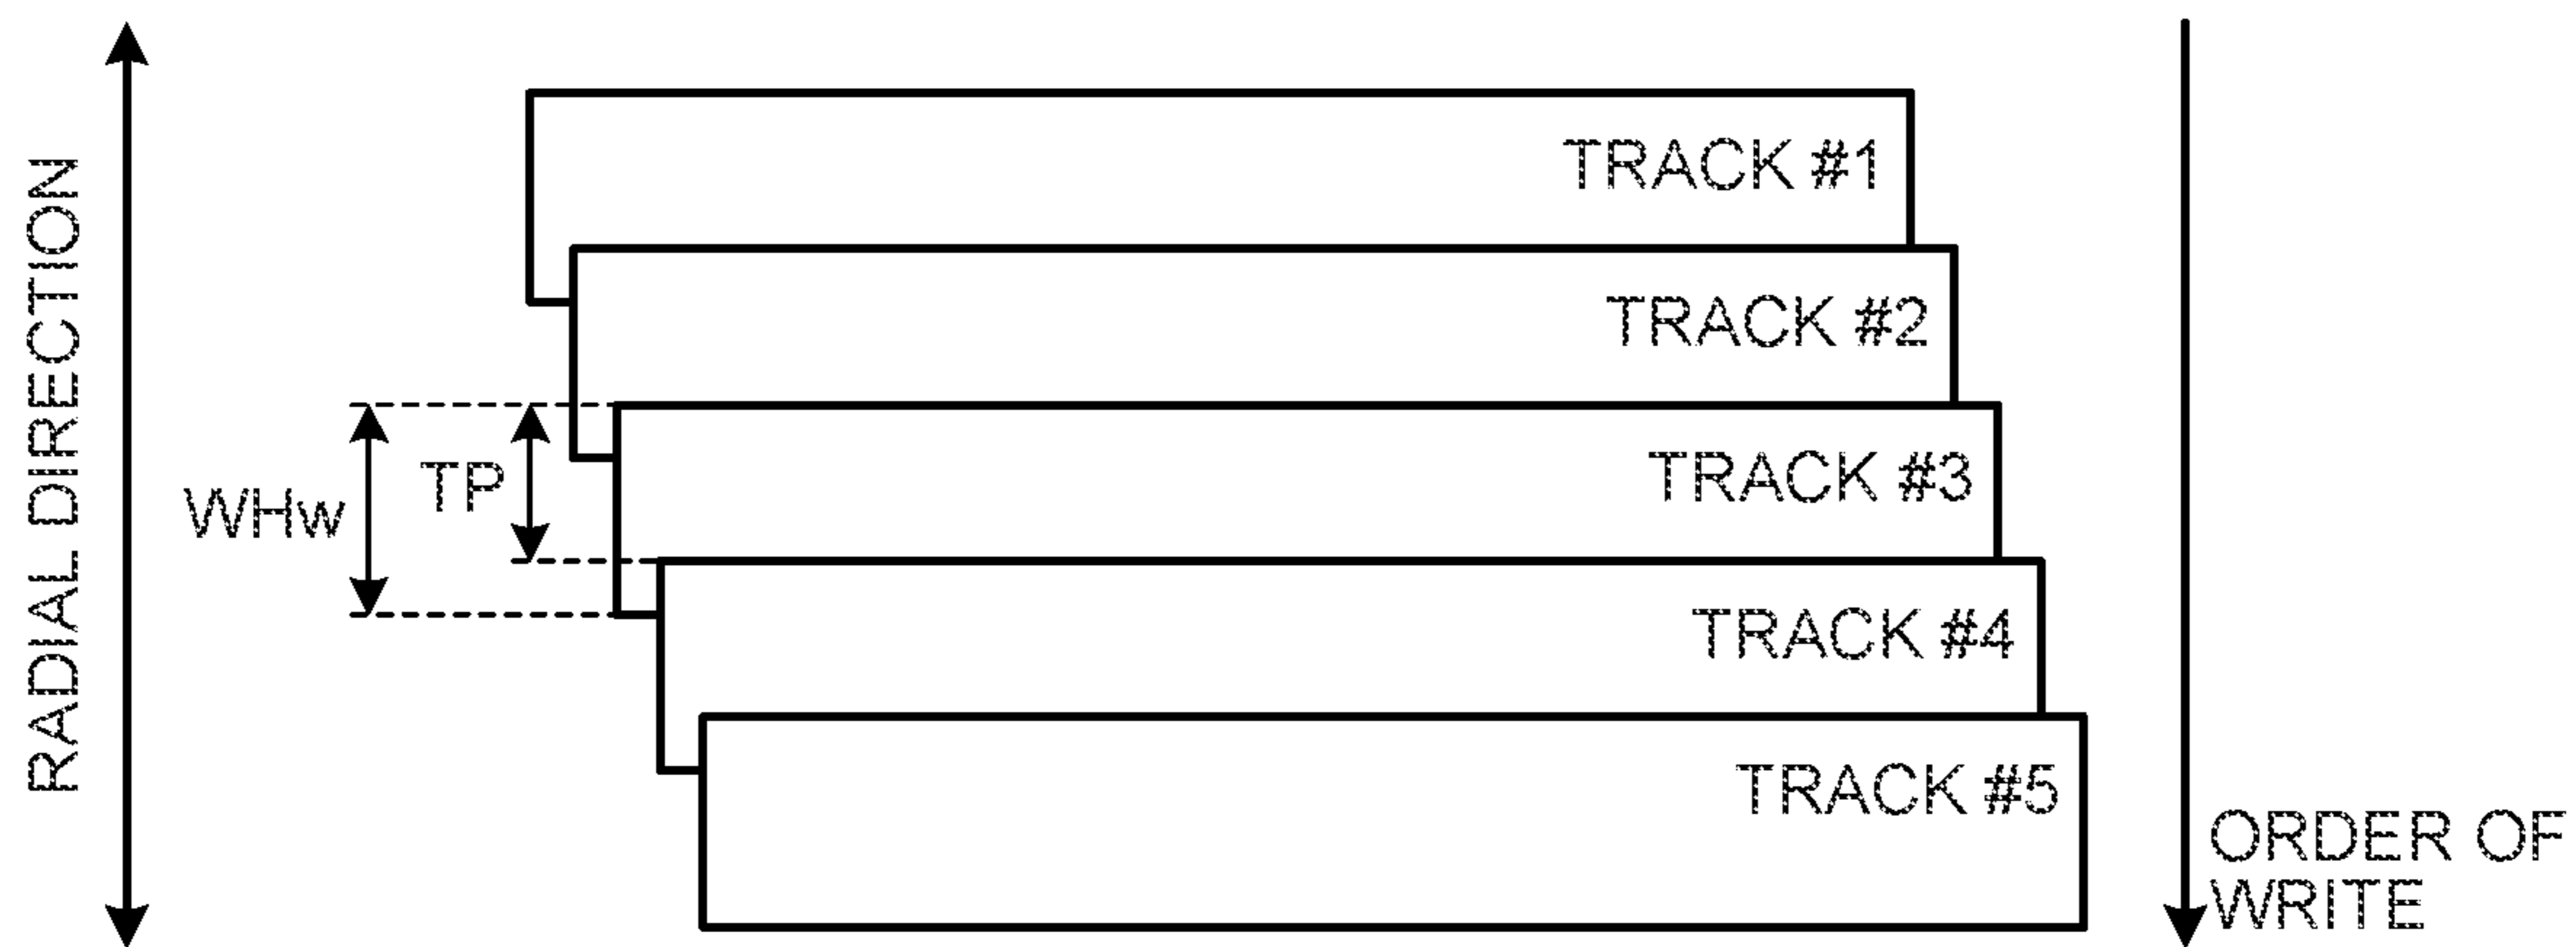 RADIAL DIRECTION
TRACK #1
TRACK #2
WHw
TP
TRACK #3
TRACK #4
TRACK #5
ORDER OF
WRITE